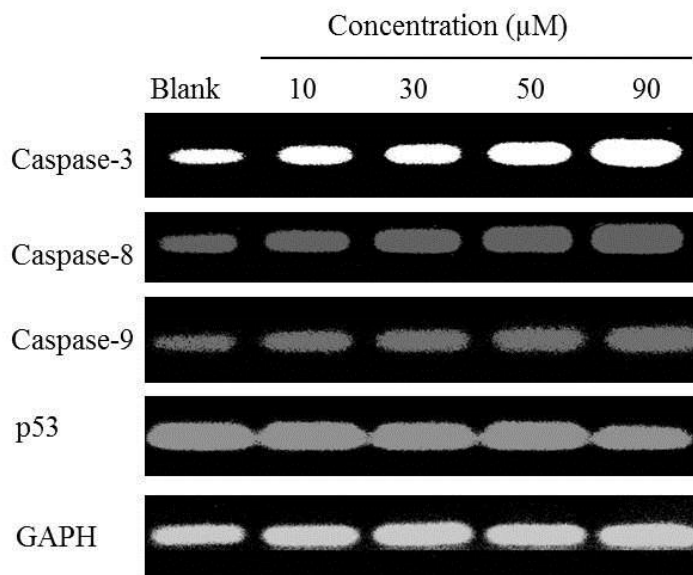 Concentration (µM)
Blank 10 30 50 90
Caspase-3
Caspase-8
Caspase-9
p53
GAPH